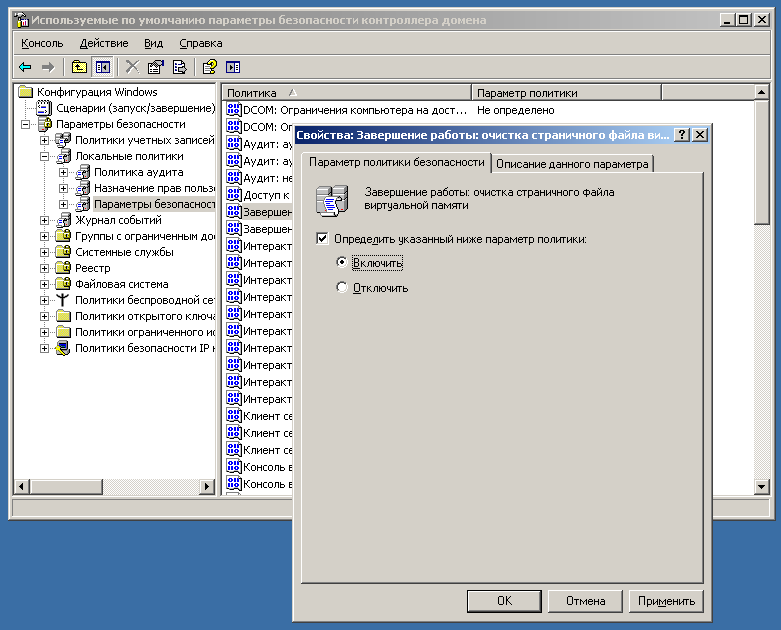 Используемые по умолчанию параметры безопасности контроллера домена
Консоль Действие Вид Справка
Конфигурация Windows
Сценарии (запуск/завершение)
Параметры безопасности
Политики учетных записей
Локальные политики
Политика аудита
Назначение прав польз
Параметры безопасност
Журнал событий
Группы с ограниченным до
Системные службы
Реестр
Файловая система
Политики беспроводной се
Политики открытого ключа
Политики ограниченного ис
Политики безопасности IP н
Политика Параметр политики
DCOM: Ограничения компьютера на дост... Не определено
DCOM: Ог
Аудит: ау
Аудит: ау
Аудит: не
Доступ к
Завершен
Завершен
Интеракт
Интеракт
Интеракт
Интеракт
Интеракт
Интеракт
Интеракт
Интеракт
Интеракт
Интеракт
Клиент се
Клиент се
Клиент се
Консоль в
Консоль в
Свойства: Завершение работы: очистка страничного файла ви...
Параметр политики безопасности Описание данного параметра
Завершение работы: очистка страничного файла
виртуальной памяти
Определить указанный ниже параметр политики:
Включить
Отключить
OK Отмена Применить